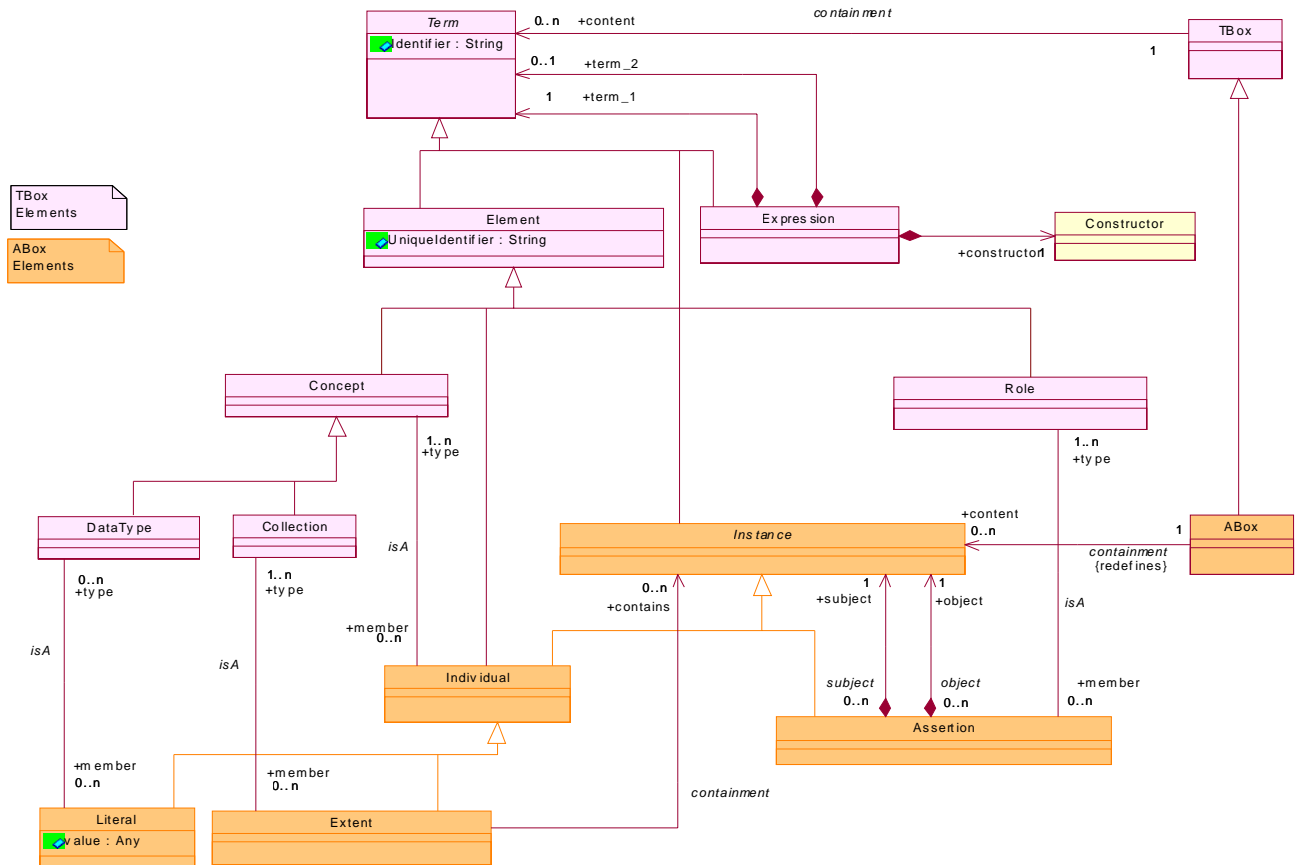 Term
Identifier : String
0..n +content
containment
1
TBox
0..1 +term_2
1 +term_1
TBox
Elements
ABox
Elements
Element
UniqueIdentifier : String
Expression
+constructor 1
Constructor
Concept
1..n
+type
Role
1..n
+type
DataType
0..n
+type
Collection
1..n
+type
isA
isA
isA
isA
+member
0..n
Instance
+content
0..n
1
ABox
containment
{redefines}
0..n
+contains
1
+subject
1
+object
Individual
subject
0..n
object
0..n
+member
0..n
Assertion
+member
0..n
+member
0..n
containment
Literal
value : Any
Extent